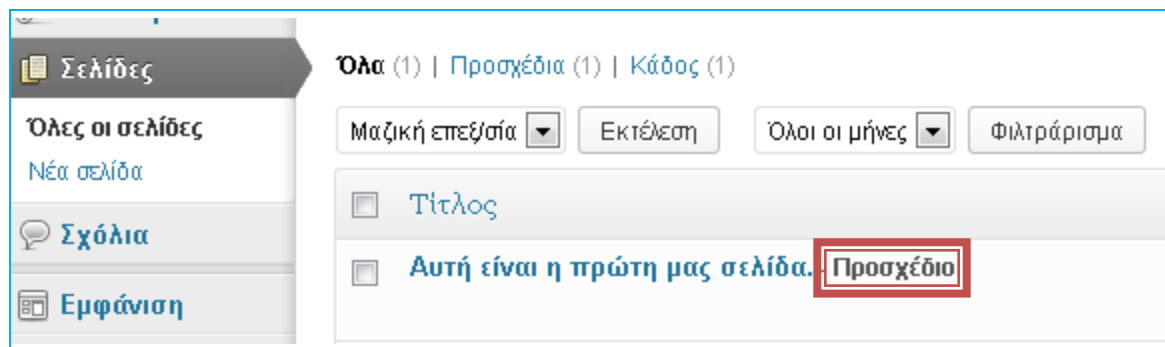 Σελίδες
Όλες οι σελίδες
Νέα σελίδα
Σχόλια
Εμφάνιση
Όλα (1) | Προσχέδια (1) | Κάδος (1)
Μαζική επεξ/σία Εκτέλεση Όλοι οι μήνες Φιλτράρισμα
Τίτλος
Αυτή είναι η πρώτη μας σελίδα. - Προσχέδιο